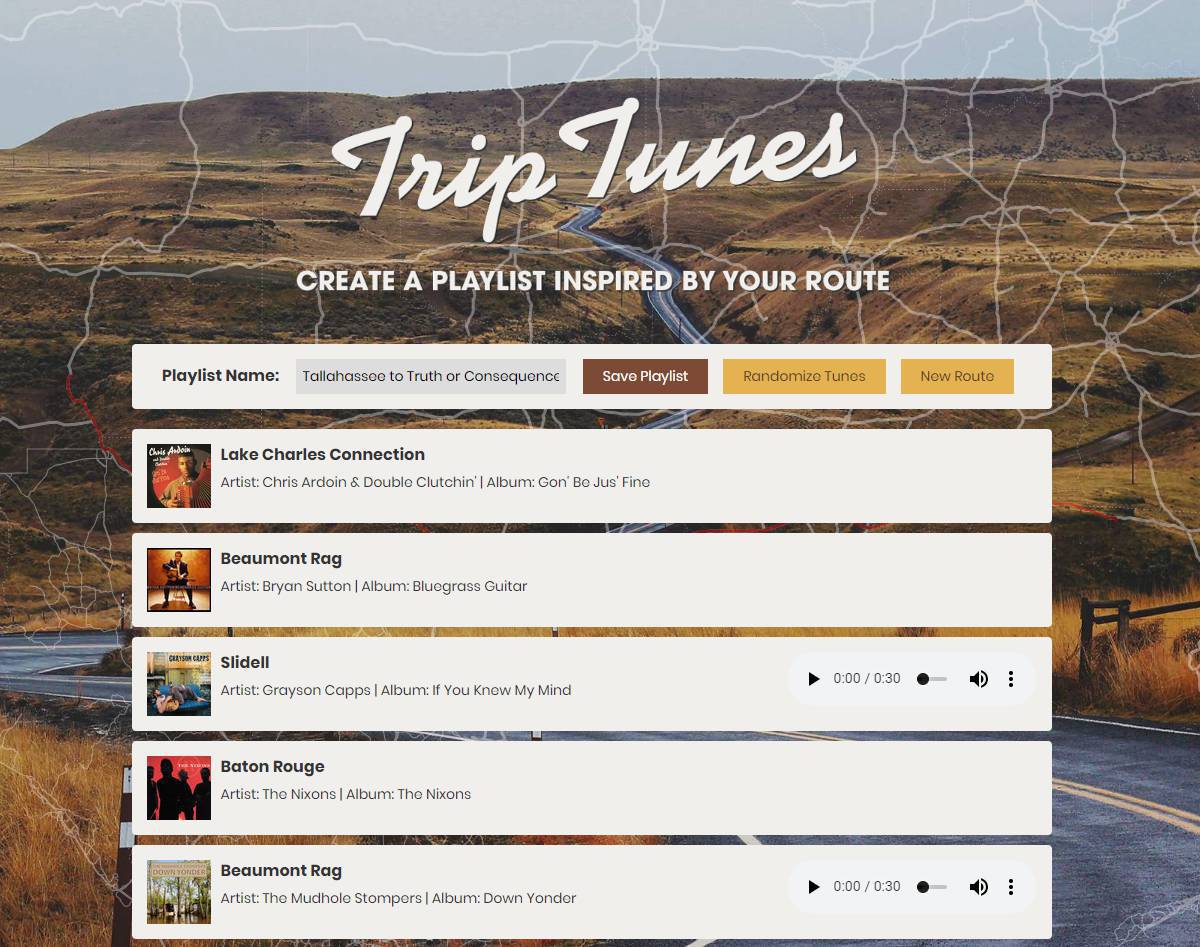 Trip Tunes
CREATE A PLAYLIST INSPIRED BY YOUR ROUTE
Playlist Name: Tallahassee to Truth or Consequence Save Playlist Randomize Tunes New Route
Chris Ardoin
Lake Charles Connection
Artist: Chris Ardoin & Double Clutchin' | Album: Gon' Be Jus' Fine
Beaumont Rag
Artist: Bryan Sutton | Album: Bluegrass Guitar
GRAYSON CAPPS
Slidell
Artist: Grayson Capps | Album: If You Knew My Mind
0:00 / 0:30
THE NIXONS
Baton Rouge
Artist: The Nixons | Album: The Nixons
DOWN YONDER
Beaumont Rag
Artist: The Mudhole Stompers | Album: Down Yonder
0:00 / 0:30